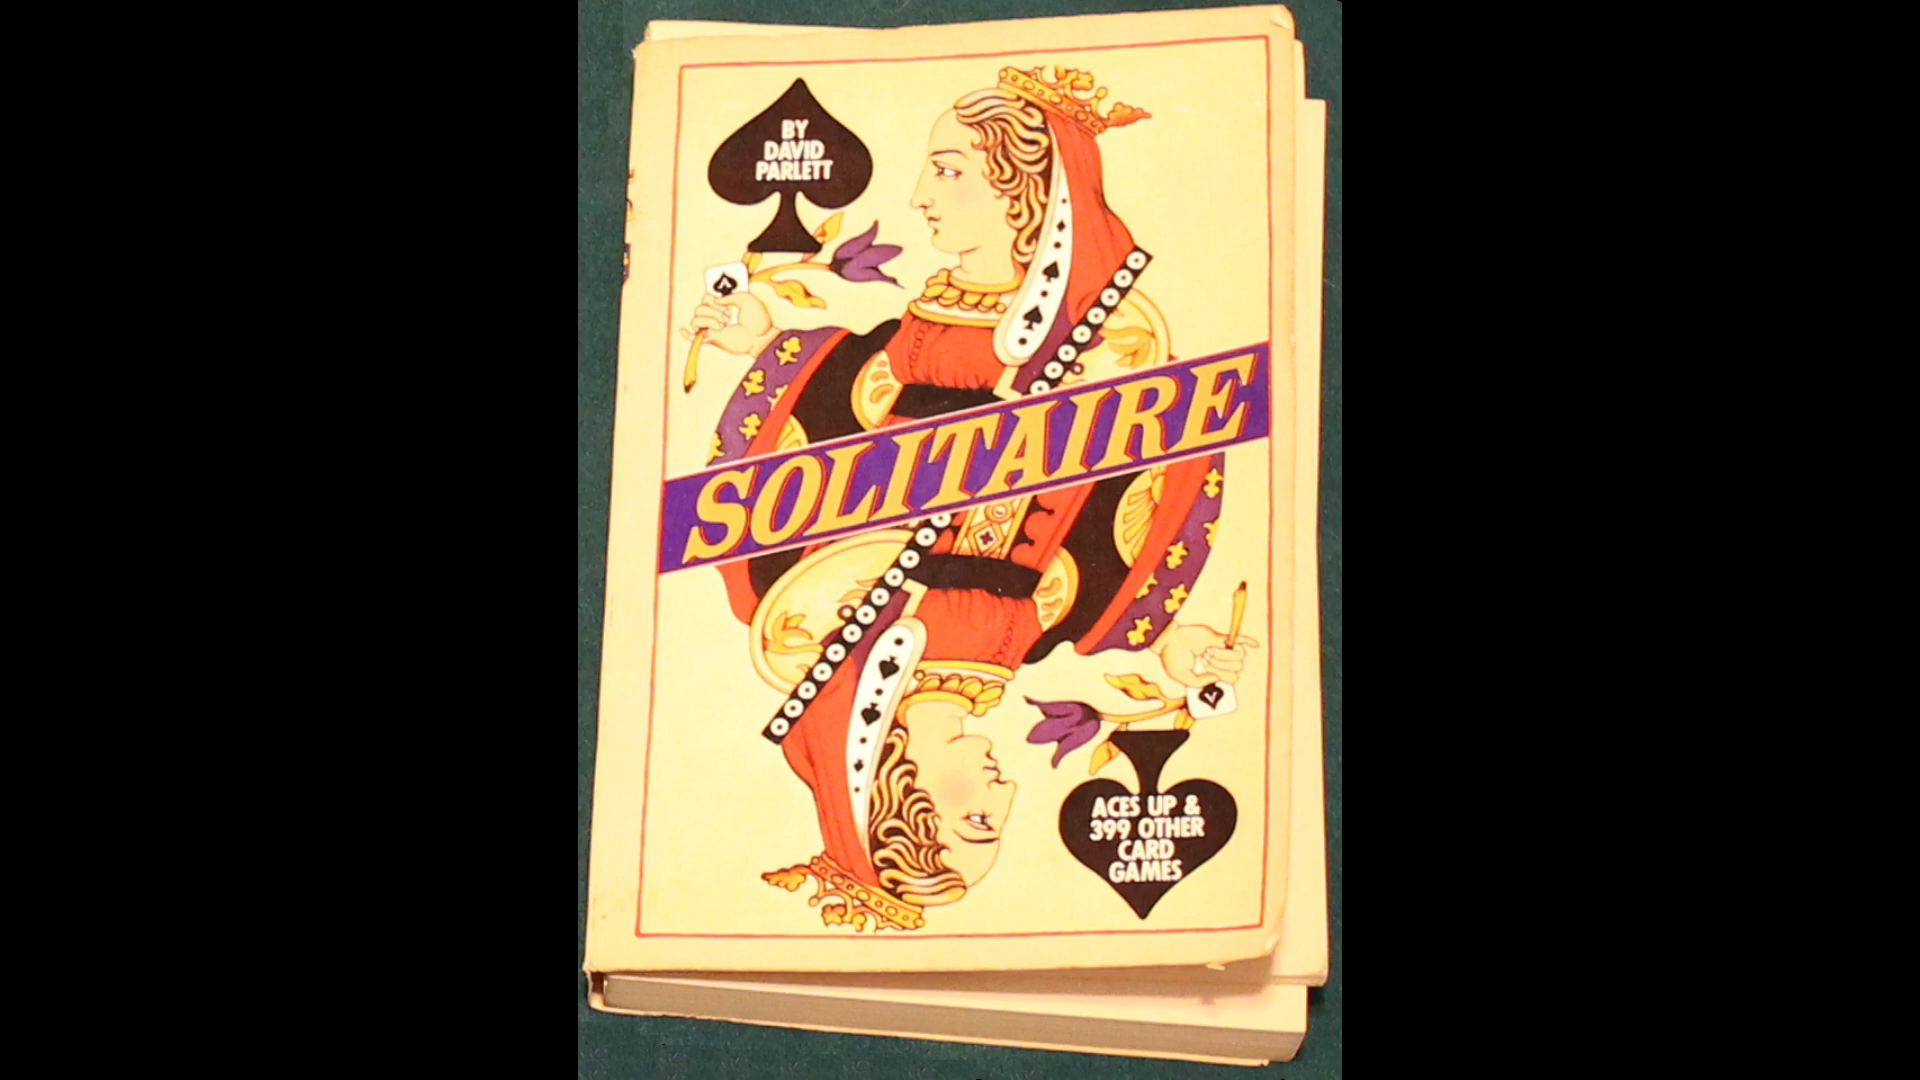 BY
DAVID
PARLETT
SOLITAIRE
ACES UP &
399 OTHER
CARD
GAMES